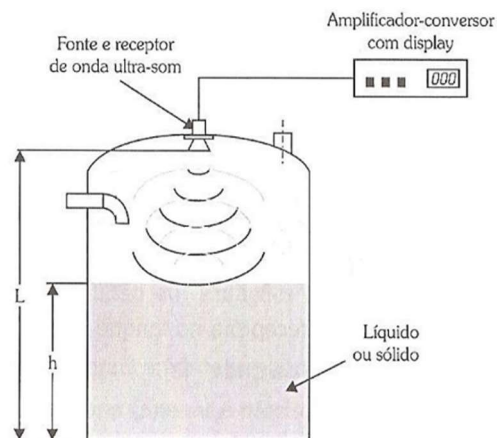 Amplificador-conversor
com display
Fonte e receptor
de onda ultra-som
000
L
h
Líquido
ou sólido